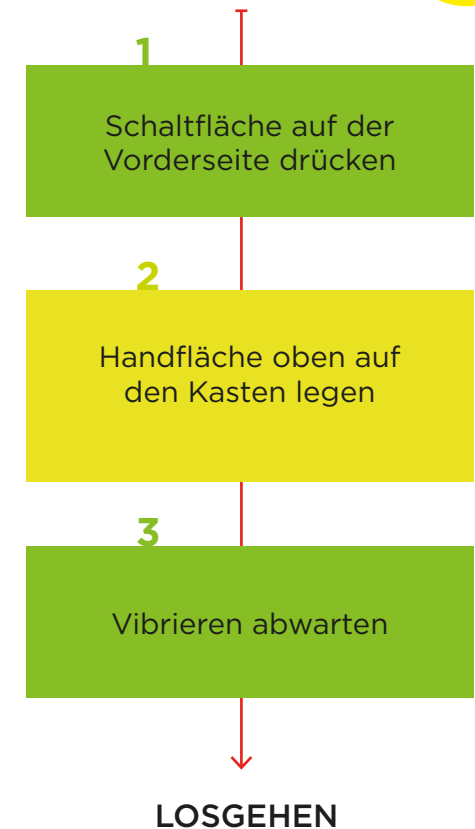 1
Schaltfläche auf der
Vorderseite drücken
2
Handfläche oben auf
den Kasten legen
3
Vibrieren abwarten
LOSGEHEN